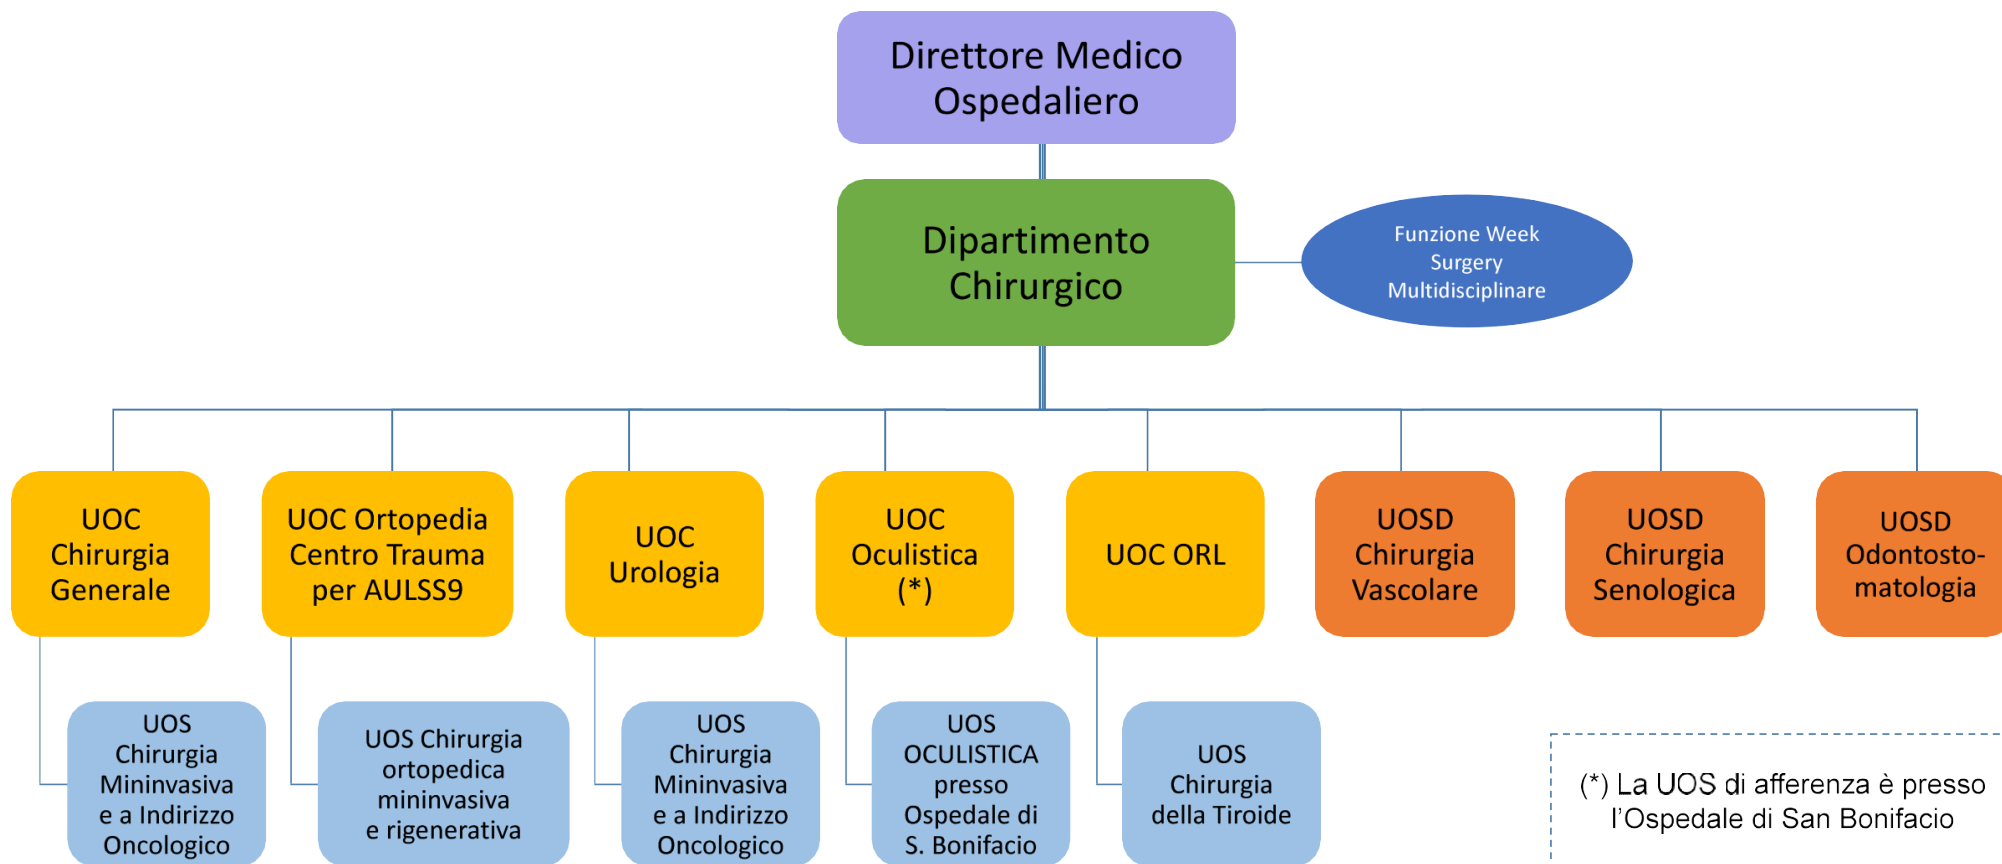 Direttore Medico
Ospedaliero
Dipartimento
Chirurgico
Funzione Week
Surgery
Multidisciplinare
UOC
Chirurgia
Generale
UOC Ortopedia
Centro Trauma
per AULSS9
UOC
Urologia
UOC
Oculistica
(*)
UOC ORL
UOSD
Chirurgia
Vascolare
UOSD
Chirurgia
Senologica
UOSD
Odontosto-
matologia
UOS
Chirurgia
Mininvasiva
e a Indirizzo
Oncologico
UOS Chirurgia
ortopedica
mininvasiva
e rigenerativa
UOS
Chirurgia
Mininvasiva
e a Indirizzo
Oncologico
UOS
OCULISTICA
presso
Ospedale di
S. Bonifacio
UOS
Chirurgia
della Tiroide
(*) La UOS di afferenza è presso
l’Ospedale di San Bonifacio